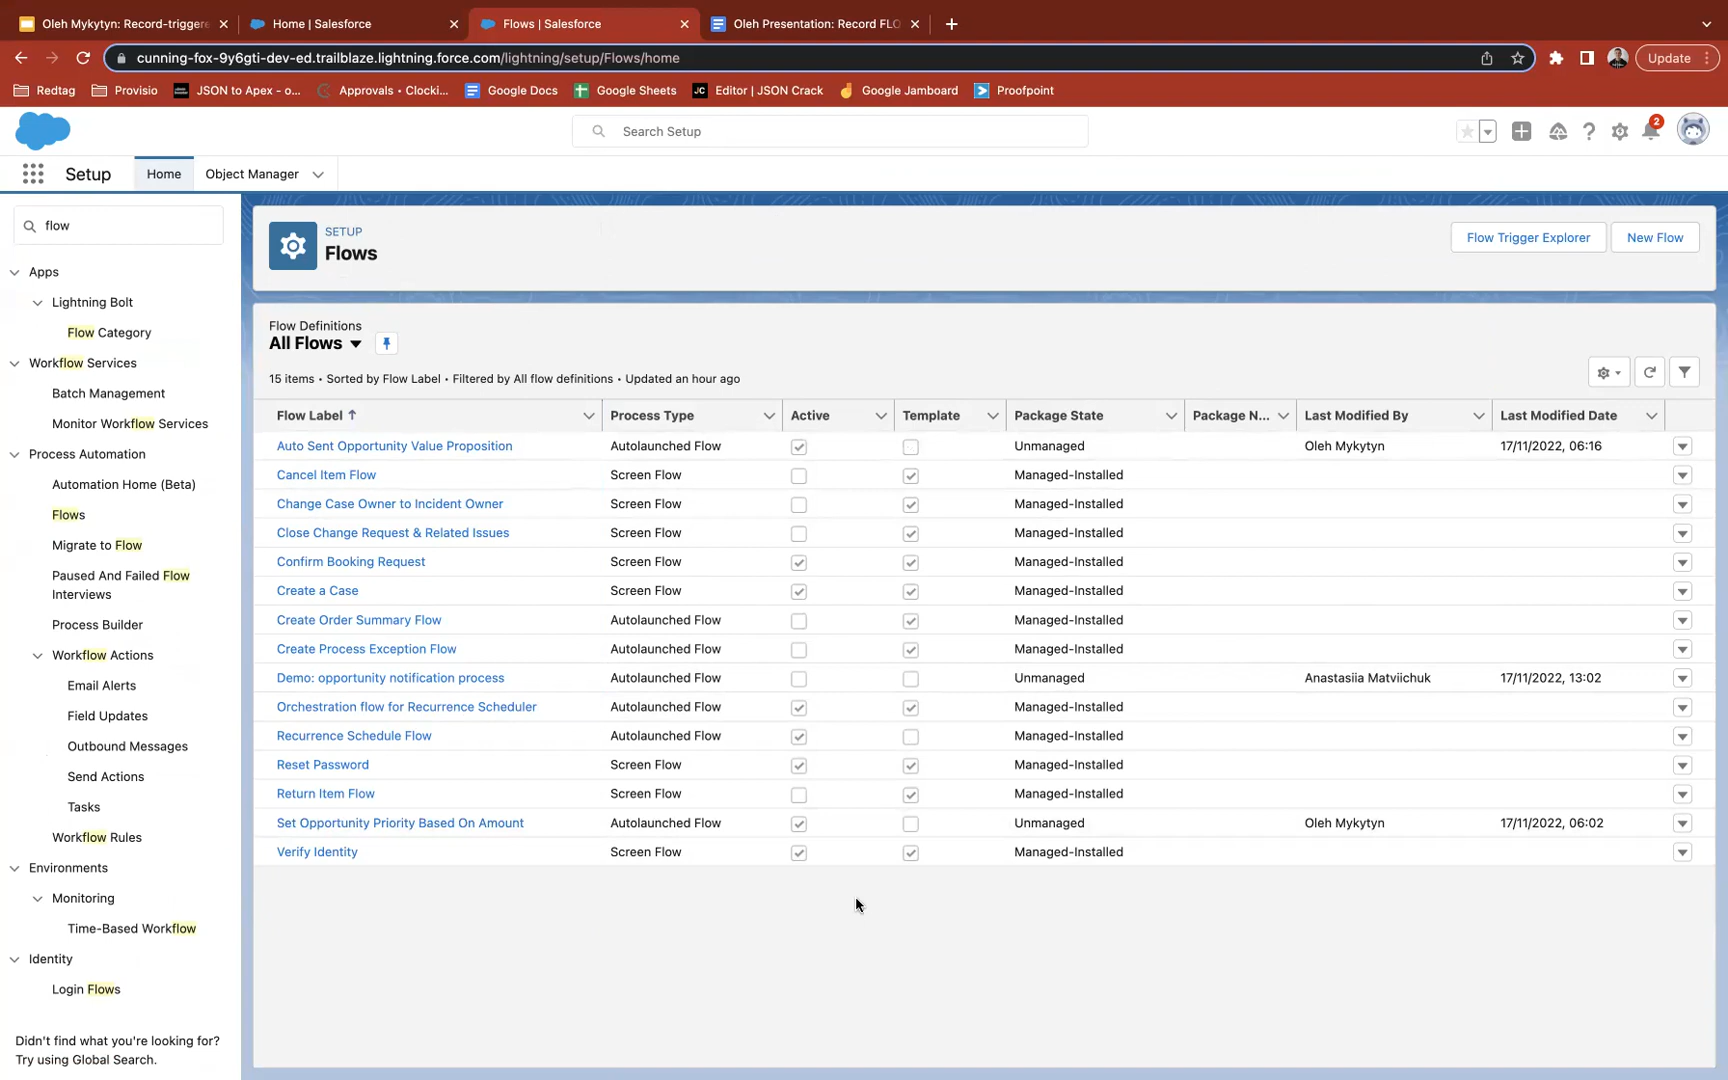 Oleh Mykytyn: Record-triggere
Home | Salesforce
Flows | Salesforce
Oleh Presentation: Record FLO
cunning-fox-9y6gti-dev-ed.trailblaze.lightning.force.com/lightning/setup/Flows/home
Update
Redtag
Provisio
JSON to Apex - o...
Approvals • Clocki...
Google Docs
Google Sheets
JC Editor | JSON Crack
Google Jamboard
Proofpoint
Search Setup
2
Setup
Home
Object Manager
flow
Apps
Lightning Bolt
Flow Category
Workflow Services
Batch Management
Monitor Workflow Services
Process Automation
Automation Home (Beta)
Flows
Migrate to Flow
Paused And Failed Flow
Interviews
Process Builder
Workflow Actions
Email Alerts
Field Updates
Outbound Messages
Send Actions
Tasks
Workflow Rules
Environments
Monitoring
Time-Based Workflow
Identity
Login Flows
Didn't find what you're looking for?
Try using Global Search.
SETUP
Flows
Flow Trigger Explorer
New Flow
Flow Definitions
All Flows
15 items • Sorted by Flow Label • Filtered by All flow definitions • Updated an hour ago
Flow Label Process Type Active Template Package State Package N... Last Modified By Last Modified Date
Auto Sent Opportunity Value Proposition Autolaunched Flow Unmanaged Oleh Mykytyn 17/11/2022, 06:16
Cancel Item Flow Screen Flow Managed-Installed
Change Case Owner to Incident Owner Screen Flow Managed-Installed
Close Change Request & Related Issues Screen Flow Managed-Installed
Confirm Booking Request Screen Flow Managed-Installed
Create a Case Screen Flow Managed-Installed
Create Order Summary Flow Autolaunched Flow Managed-Installed
Create Process Exception Flow Autolaunched Flow Managed-Installed
Demo: opportunity notification process Autolaunched Flow Unmanaged Anastasiia Matviichuk 17/11/2022, 13:02
Orchestration flow for Recurrence Scheduler Autolaunched Flow Managed-Installed
Recurrence Schedule Flow Autolaunched Flow Managed-Installed
Reset Password Screen Flow Managed-Installed
Return Item Flow Screen Flow Managed-Installed
Set Opportunity Priority Based On Amount Autolaunched Flow Unmanaged Oleh Mykytyn 17/11/2022, 06:02
Verify Identity Screen Flow Managed-Installed